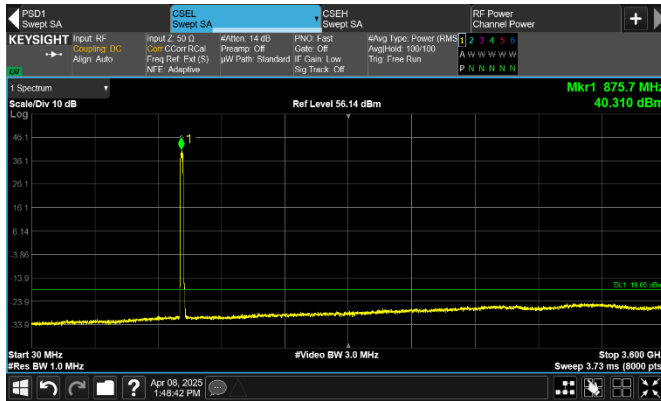 PSD1
Swept SA
CSEL
Swept SA
CSEH
Swept SA
RF Power
Channel Power
KEYSIGHT
Input: RF
Coupling: DC
Align: Auto
Input Z: 50 Ω
Corr CCorr RCal
Freq Ref: Ext (S)
NFE: Adaptive
#Atten: 14 dB
Preamp: Off
µW Path: Standard
PNO: Fast
Gate: Off
IF Gain: Low
Sig Track: Off
#Avg Type: Power (RMS
Avg|Hold: 100/100
Trig: Free Run
1 2 3 4 5 6
A W W W W W
P N N N N N
1 Spectrum
Scale/Div 10 dB
Ref Level 56.14 dBm
Mkr1 875.7 MHz
40.310 dBm
Log
1
46.1
36.1
26.1
16.1
6.14
-3.86
-13.9
-23.9
-33.9
DL1 -19.00 dBm
Start 30 MHz
#Video BW 3.0 MHz
Stop 3.600 GH
#Res BW 1.0 MHz
Sweep 3.73 ms (8000 pts
Apr 08, 2025
1:48:42 PM